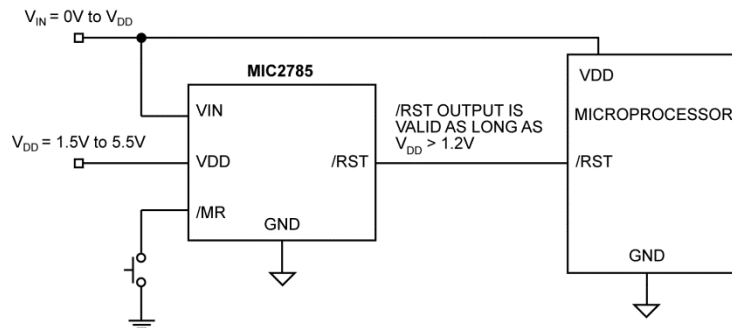 V_IN = 0V to V_DD
MIC2785
VDD
VIN
/RST OUTPUT IS
VALID AS LONG AS
V_DD > 1.2V
MICROPROCESSOR
V_DD = 1.5V to 5.5V
VDD
/RST
/RST
/MR
GND
GND